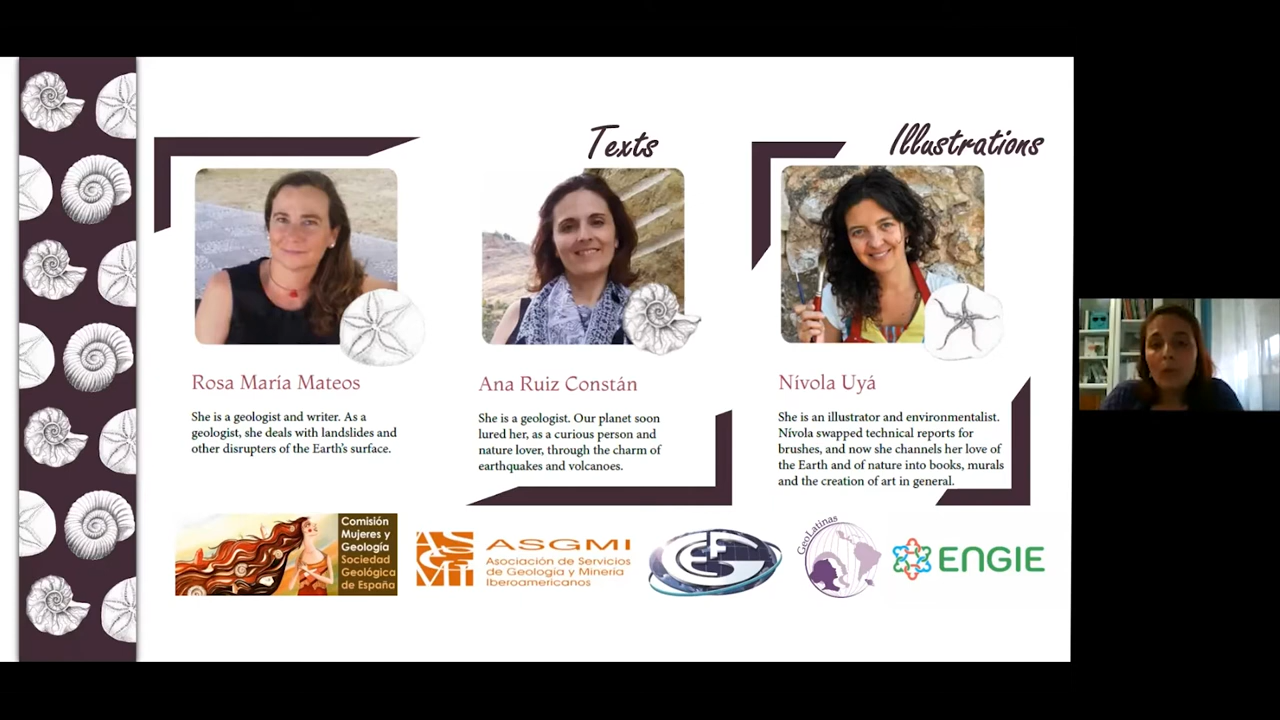 Texts
Illustrations
Rosa María Mateos
She is a geologist and writer. As a
geologist, she deals with landslides and
other disrupters of the Earth's surface.
Ana Ruiz Constán
She is a geologist. Our planet soon
lured her, as a curious person and
nature lover, through the charm of
earthquakes and volcanoes.
Nívola Uyá
She is an illustrator and environmentalist.
Nívola swapped technical reports for
brushes, and now she channels her love of
the Earth and of nature into books, murals
and the creation of art in general.
Comisión
Mujeres y
Geología
Sociedad
Geológica
de España
ASGMI
ASGMI
Asociación de Servicios
de Geología y Minería
Iberoamericanos
EFG
GeoLatinas
ENGIE